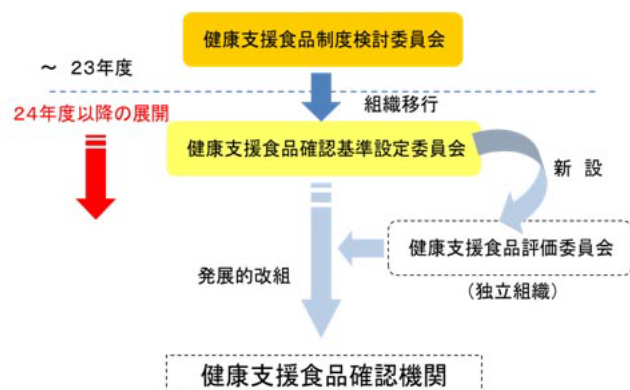 健康支援食品制度検討委員会
～ 23年度
組織移行
24年度以降の展開
健康支援食品確認基準設定委員会
新 設
健康支援食品評価委員会
(独立組織)
発展的改組
健康支援食品確認機関